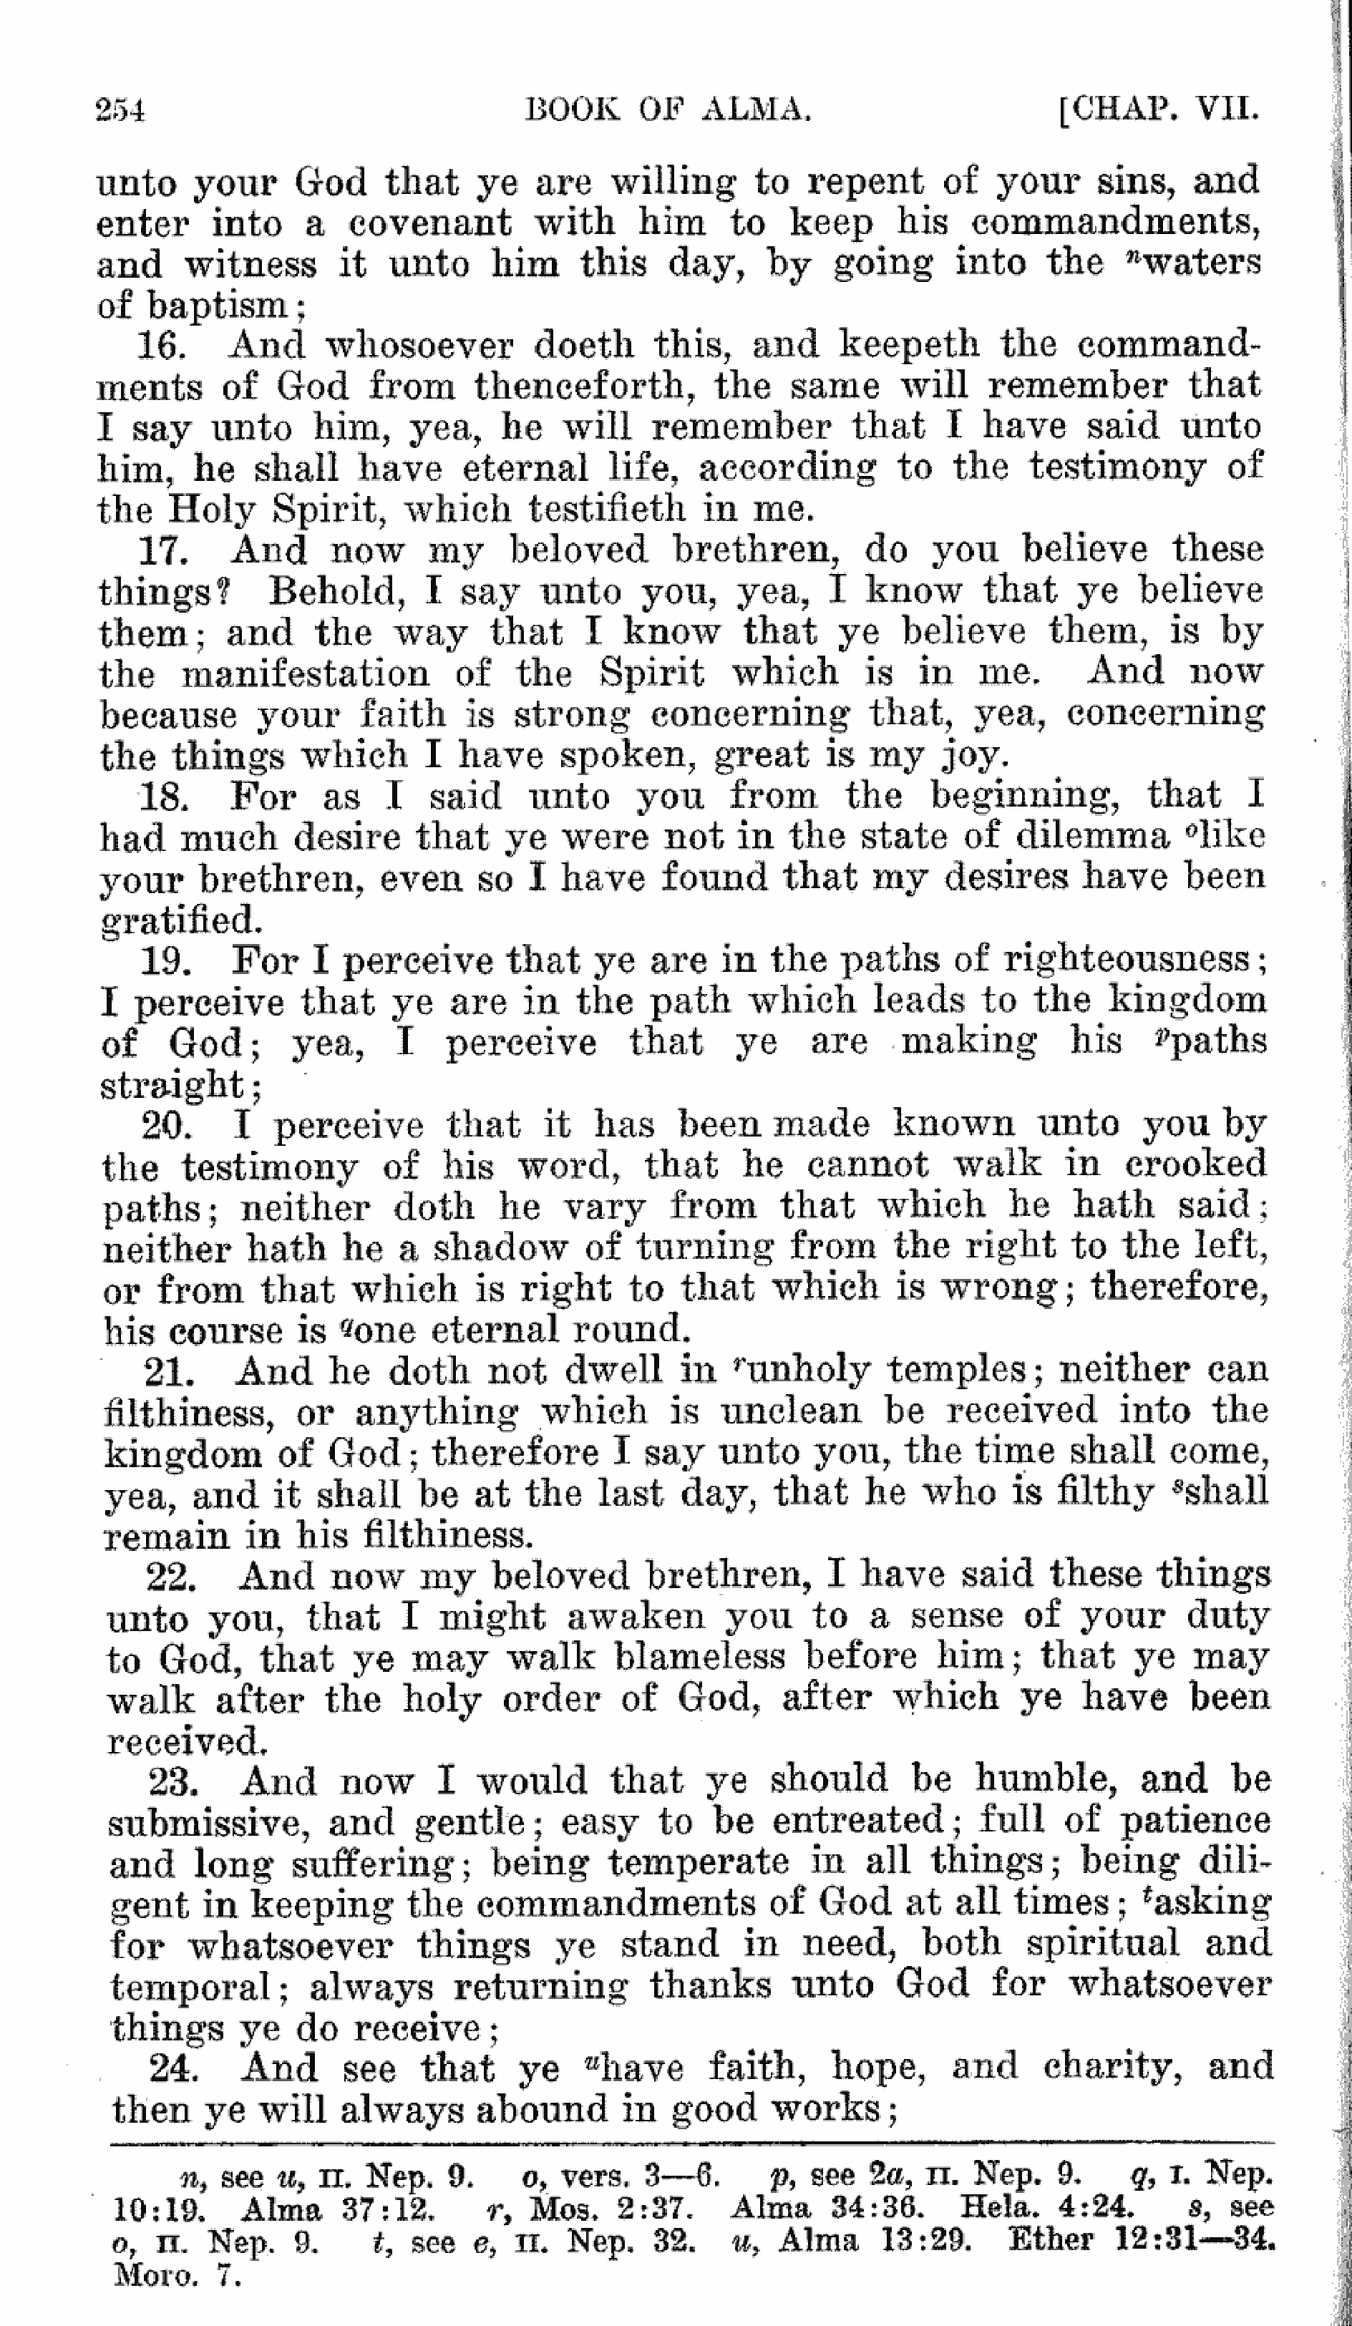 254 BOOK OF ALMA. [CHAP. VII.
unto your God that ye are willing to repent of your sins, and
enter into a covenant with him to keep his commandments,
and witness it unto him this day, by going into the ⁿwaters
of baptism;
16. And whosoever doeth this, and keepeth the command-
ments of God from thenceforth, the same will remember that
I say unto him, yea, he will remember that I have said unto
him, he shall have eternal life, according to the testimony of
the Holy Spirit, which testifieth in me.
17. And now my beloved brethren, do you believe these
things? Behold, I say unto you, yea, I know that ye believe
them; and the way that I know that ye believe them, is by
the manifestation of the Spirit which is in me. And now
because your faith is strong concerning that, yea, concerning
the things which I have spoken, great is my joy.
18. For as I said unto you from the beginning, that I
had much desire that ye were not in the state of dilemma ᵒlike
your brethren, even so I have found that my desires have been
gratified.
19. For I perceive that ye are in the paths of righteousness;
I perceive that ye are in the path which leads to the kingdom
of God; yea, I perceive that ye are making his ᵖpaths
straight;
20. I perceive that it has been made known unto you by
the testimony of his word, that he cannot walk in crooked
paths; neither doth he vary from that which he hath said;
neither hath he a shadow of turning from the right to the left,
or from that which is right to that which is wrong; therefore,
his course is qone eternal round.
21. And he doth not dwell in ʳunholy temples; neither can
filthiness, or anything which is unclean be received into the
kingdom of God; therefore I say unto you, the time shall come,
yea, and it shall be at the last day, that he who is filthy ˢshall
remain in his filthiness.
22. And now my beloved brethren, I have said these things
unto you, that I might awaken you to a sense of your duty
to God, that ye may walk blameless before him; that ye may
walk after the holy order of God, after which ye have been
received.
23. And now I would that ye should be humble, and be
submissive, and gentle; easy to be entreated; full of patience
and long suffering; being temperate in all things; being dili-
gent in keeping the commandments of God at all times; ᵗasking
for whatsoever things ye stand in need, both spiritual and
temporal; always returning thanks unto God for whatsoever
things ye do receive;
24. And see that ye ᵘhave faith, hope, and charity, and
then ye will always abound in good works;
n, see u, II. Nep. 9. o, vers. 3—6. p, see 2a, II. Nep. 9. q, I. Nep.
10:19. Alma 37:12. r, Mos. 2:37. Alma 34:36. Hela. 4:24. s, see
o, II. Nep. 9. t, see e, II. Nep. 32. u, Alma 13:29. Ether 12:31—34.
Moro. 7.